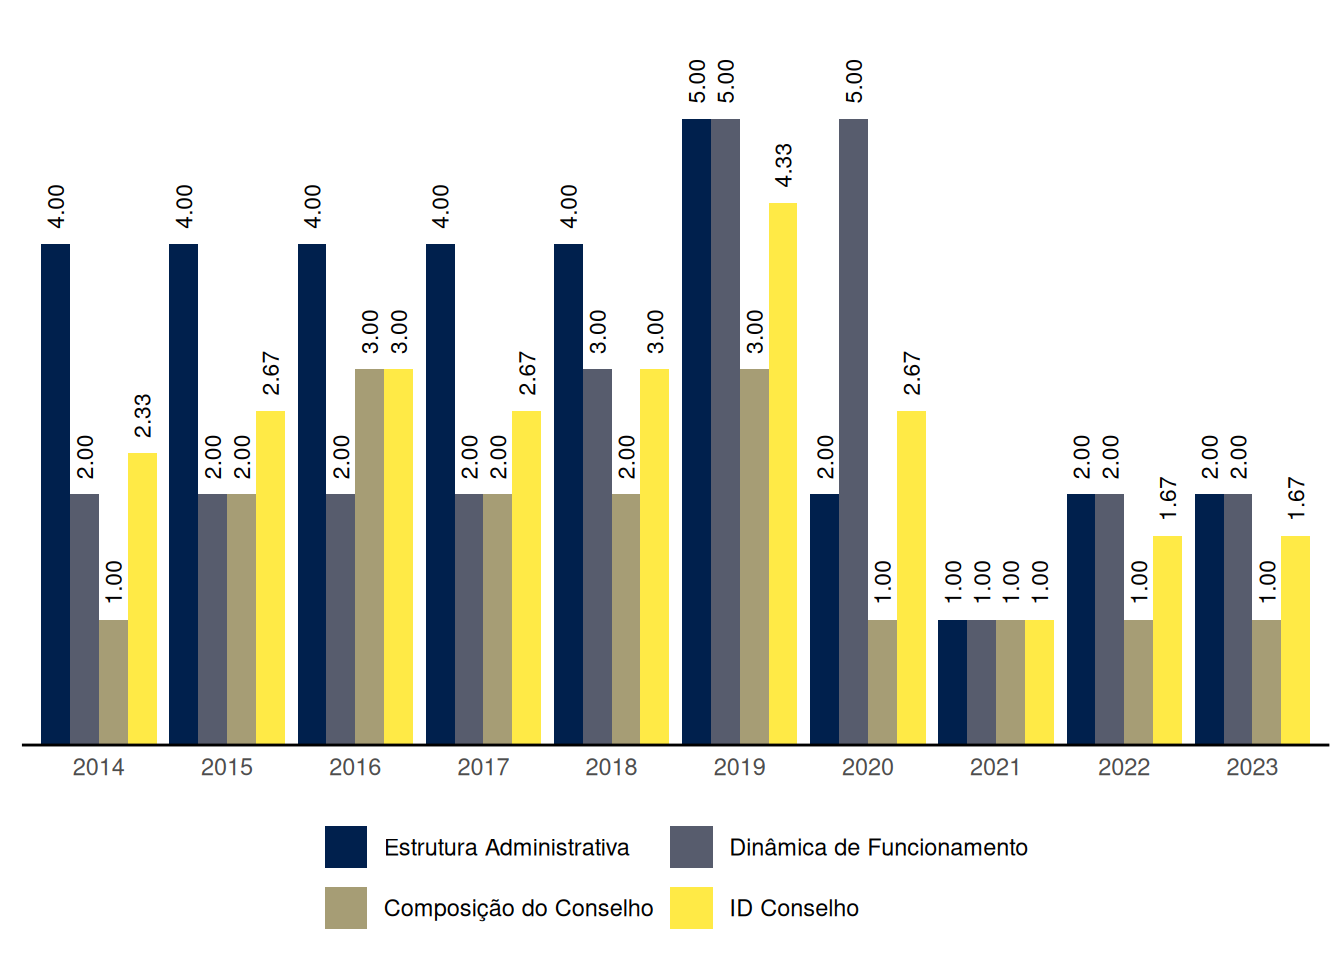 4.00 2.00 1.00 2.33
4.00 2.00 2.00 2.67
4.00 2.00 3.00 3.00
4.00 2.00 2.00 2.67
4.00 3.00 2.00 3.00
5.00 5.00 3.00 4.33
2.00 5.00 1.00 2.67
1.00 1.00 1.00 1.00
2.00 2.00 1.00 1.67
2.00 2.00 1.00 1.67
2014 2015 2016 2017 2018 2019 2020 2021 2022 2023
Estrutura Administrativa Dinâmica de Funcionamento
Composição do Conselho ID Conselho